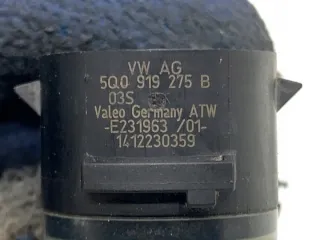 VW AG
5Q0 919 275 B
03S
Valeo Germany ATW
-E231963 /01-
1412230359